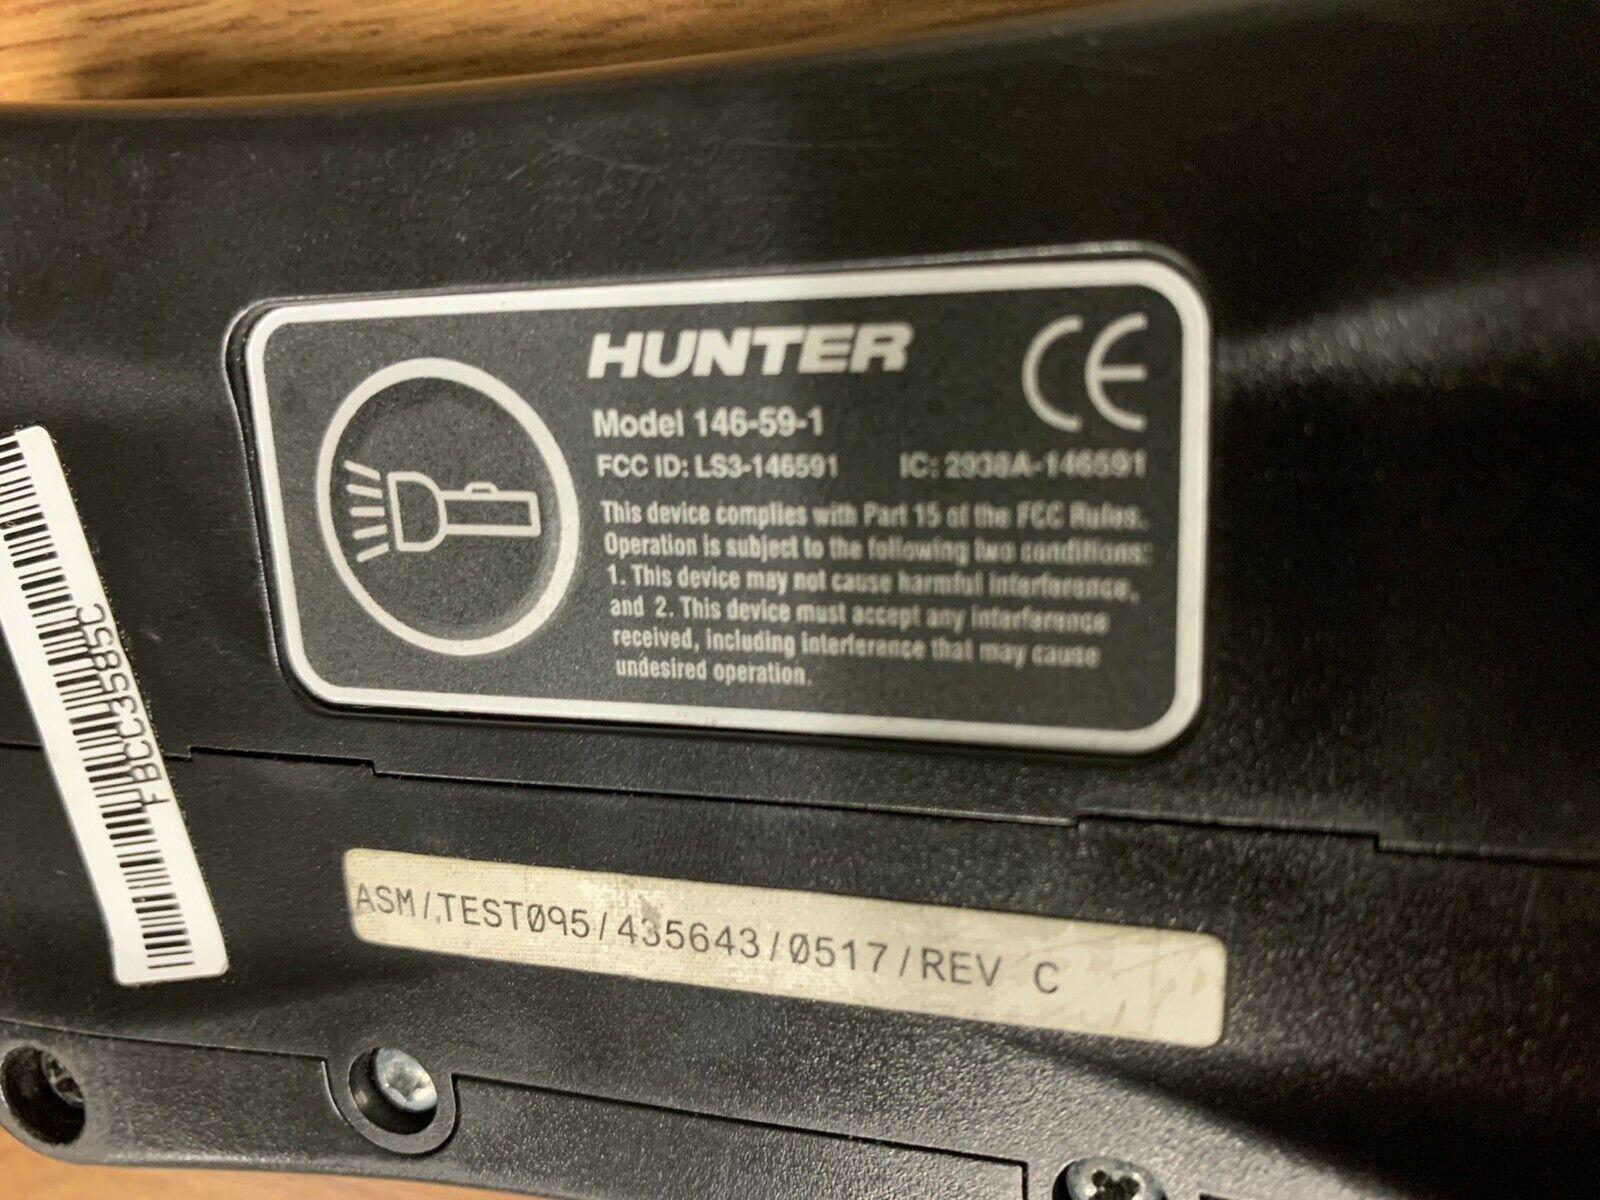 HUNTER
CE
Model 146-59-1
FCC ID: LS3-146591 IC: 2938A-146591
This device complies with Part 15 of the FCC Rules.
Operation is subject to the following two conditions:
1. This device may not cause harmful interference,
and 2. This device must accept any interference
received, including interference that may cause
undesired operation.
FBCC35585C
ASM/TEST095/435643/0517/REV C